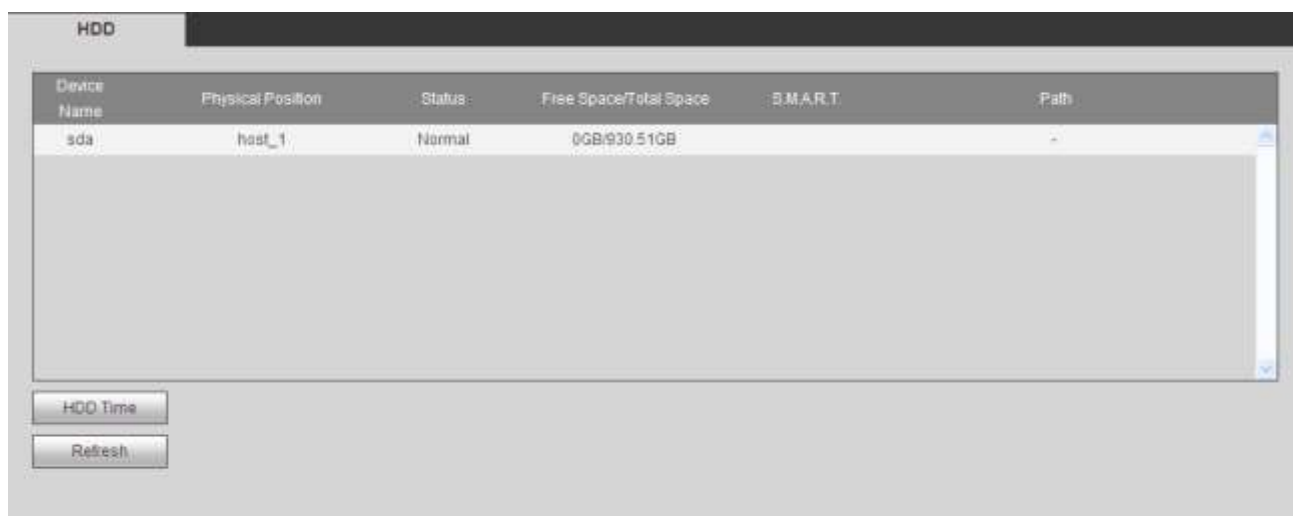 HDD
Device Name Physical Position Status Free Space/Total Space S.M.A.R.T. Path
sda host_1 Normal 0GB/930.51GB -
HDD Time
Refresh